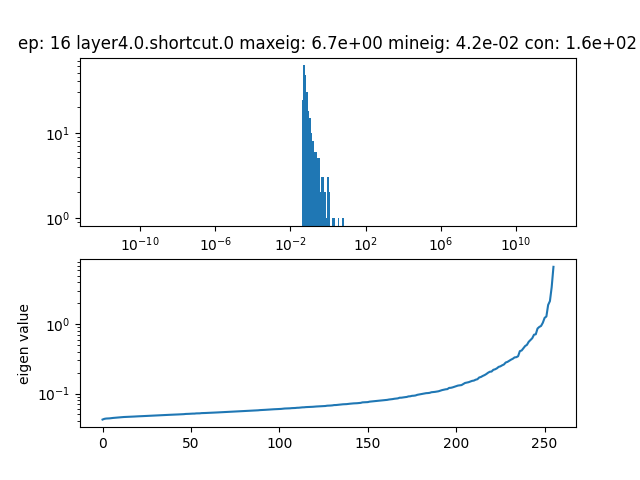 ep: 16 layer4.0.shortcut.0 maxeig: 6.7e+00 mineig: 4.2e-02 con: 1.6e+02
10¹
10⁰
10⁻¹⁰ 10⁻⁶ 10⁻² 10² 10⁶ 10¹⁰
eigen value
10⁰
10⁻¹
0 50 100 150 200 250